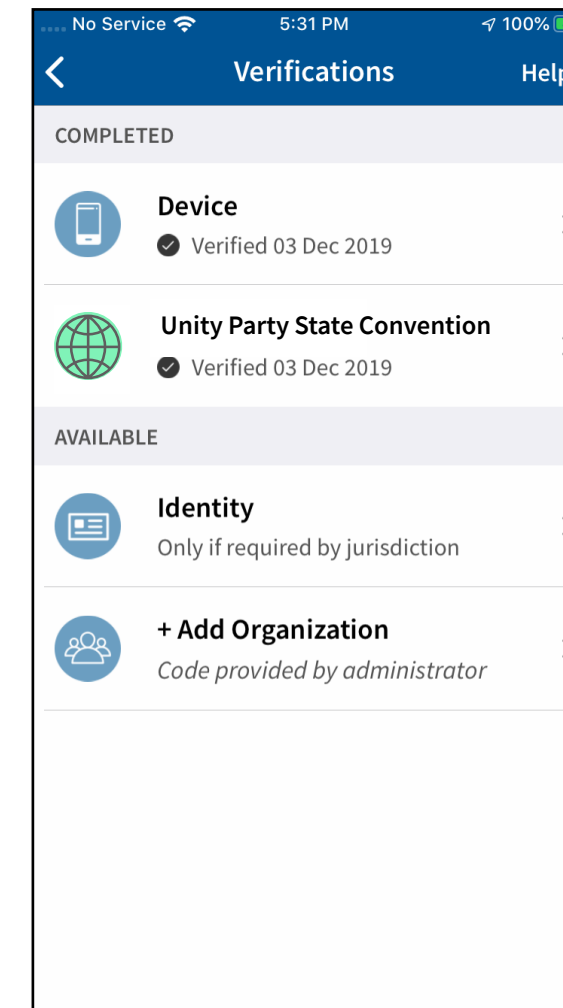 No Service 5:31 PM 100%
Verifications Help
COMPLETED
Device
Verified 03 Dec 2019
Unity Party State Convention
Verified 03 Dec 2019
AVAILABLE
Identity
Only if required by jurisdiction
+ Add Organization
Code provided by administrator